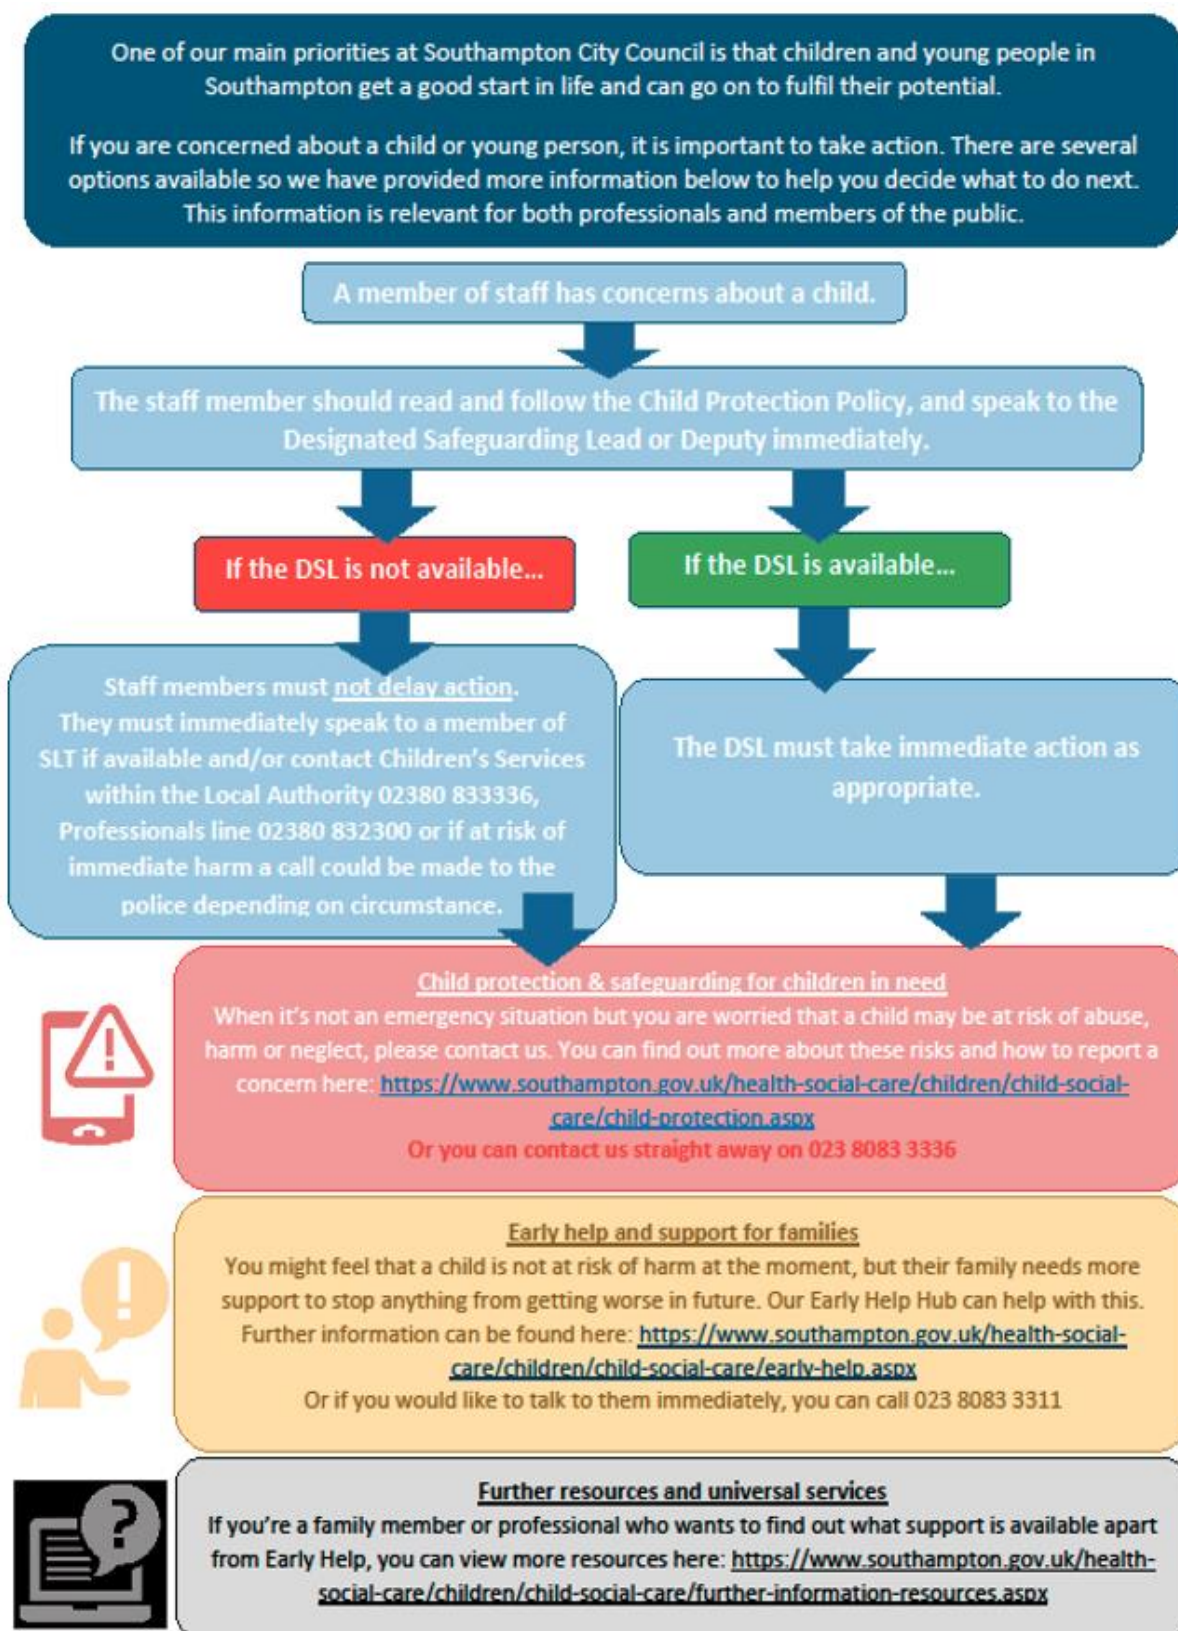 One of our main priorities at Southampton City Council is that children and young people in
Southampton get a good start in life and can go on to fulfil their potential.
If you are concerned about a child or young person, it is important to take action. There are several
options available so we have provided more information below to help you decide what to do next.
This information is relevant for both professionals and members of the public.
A member of staff has concerns about a child.
The staff member should read and follow the Child Protection Policy, and speak to the
Designated Safeguarding Lead or Deputy immediately.
If the DSL is not available...
If the DSL is available...
Staff members must not delay action.
They must immediately speak to a member of
SLT if available and/or contact Children's Services
within the Local Authority 02380 833336,
Professionals line 02380 832300 or if at risk of
immediate harm a call could be made to the
police depending on circumstance.
The DSL must take immediate action as
appropriate.
Child protection & safeguarding for children in need
When it's not an emergency situation but you are worried that a child may be at risk of abuse,
harm or neglect, please contact us. You can find out more about these risks and how to report a
concern here: https://www.southampton.gov.uk/health-social-care/children/child-social-
care/child-protection.aspx
Or you can contact us straight away on 023 8083 3336
Early help and support for families
You might feel that a child is not at risk of harm at the moment, but their family needs more
support to stop anything from getting worse in future. Our Early Help Hub can help with this.
Further information can be found here: https://www.southampton.gov.uk/health-social-
care/children/child-social-care/early-help.aspx
Or if you would like to talk to them immediately, you can call 023 8083 3311
Further resources and universal services
If you're a family member or professional who wants to find out what support is available apart
from Early Help, you can view more resources here: https://www.southampton.gov.uk/health-
social-care/children/child-social-care/further-information-resources.aspx